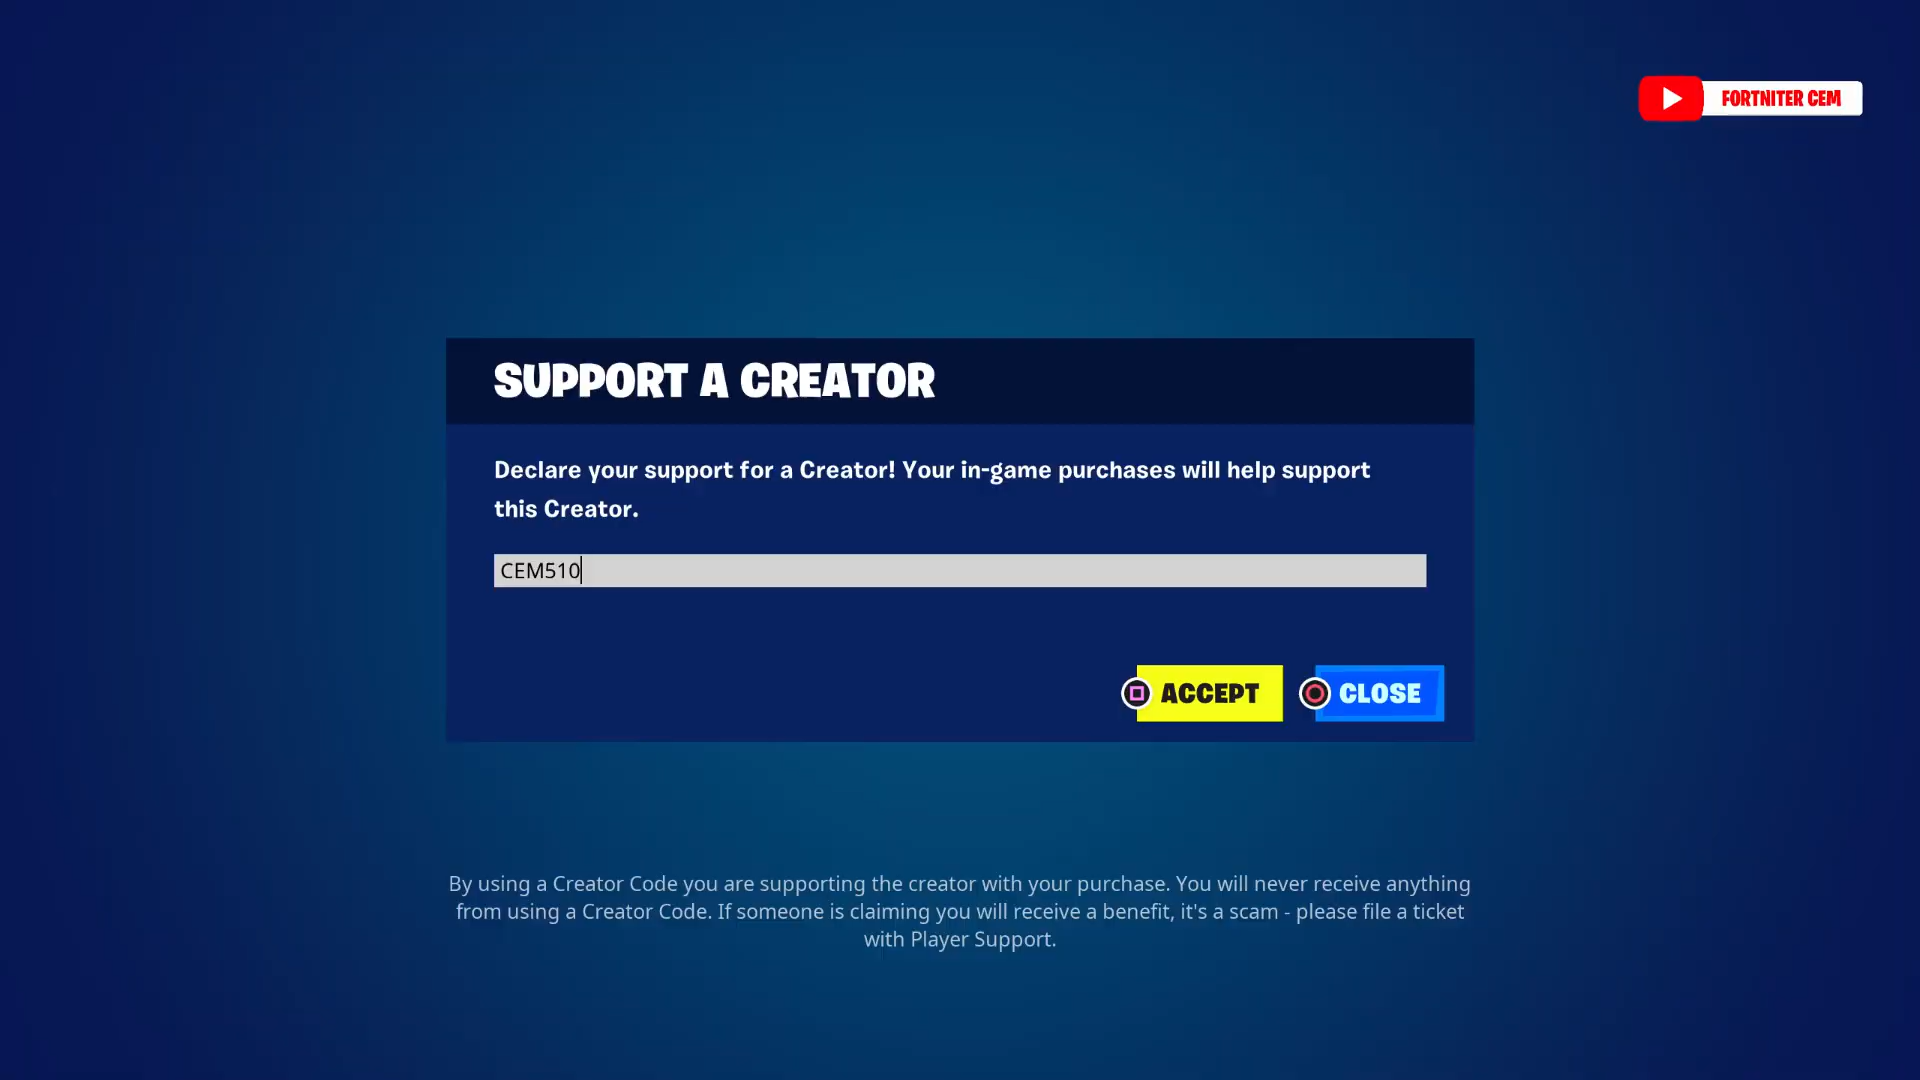 FORTNITER CEM
SUPPORT A CREATOR
Declare your support for a Creator! Your in-game purchases will help support
this Creator.
CEM510
ACCEPT
CLOSE
By using a Creator Code you are supporting the creator with your purchase. You will never receive anything
from using a Creator Code. If someone is claiming you will receive a benefit, it's a scam - please file a ticket
with Player Support.